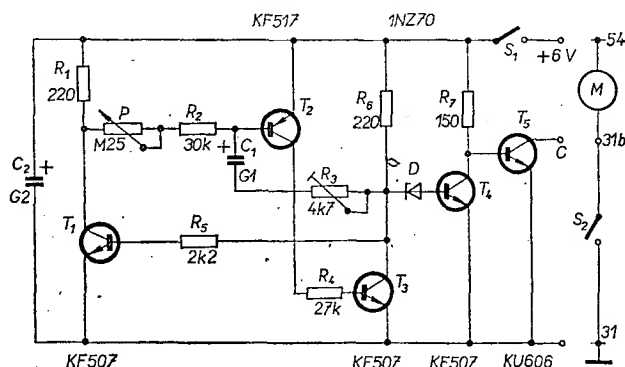 KF517
1NZ70
S1
+6 V
54
R1
220
P
M25
R2
30k
T2
R6
220
R7
150
T5
M
C2
+
G2
+
C1
G1
R3
4k7
D
T4
C
31b
T1
R5
2k2
S2
R4
27k
T3
31
KF507
KF507
KF507
KU606